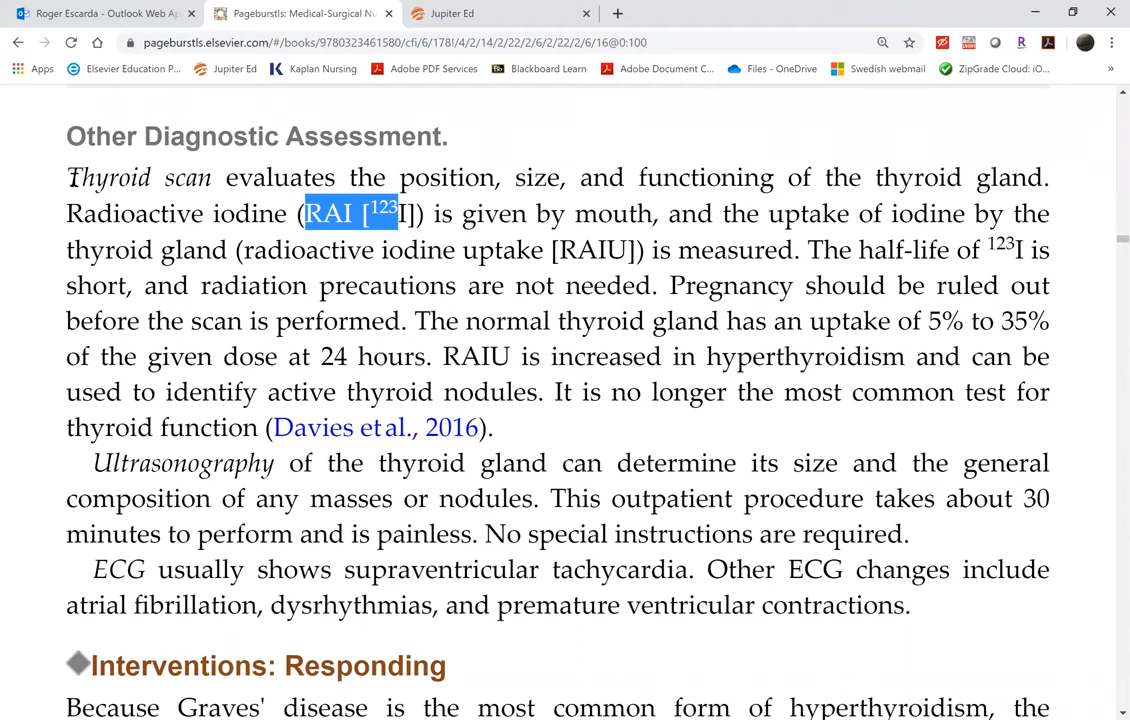 Roger Escarda - Outlook Web Ap
Pageburstls: Medical-Surgical Nu
Jupiter Ed
pageburstls.elsevier.com/#/books/9780323461580/cfi/6/178!/4/2/14/2/22/2/6/2/22/2/6/16@0:100
Apps
Elsevier Education P...
Jupiter Ed
Kaplan Nursing
Adobe PDF Services
Blackboard Learn
Adobe Document C...
Files - OneDrive
Swedish webmail
ZipGrade Cloud: iO...
»
Other Diagnostic Assessment.
Thyroid scan evaluates the position, size, and functioning of the thyroid gland.
Radioactive iodine (RAI [¹²³I]) is given by mouth, and the uptake of iodine by the
thyroid gland (radioactive iodine uptake [RAIU]) is measured. The half-life of ¹²³I is
short, and radiation precautions are not needed. Pregnancy should be ruled out
before the scan is performed. The normal thyroid gland has an uptake of 5% to 35%
of the given dose at 24 hours. RAIU is increased in hyperthyroidism and can be
used to identify active thyroid nodules. It is no longer the most common test for
thyroid function (Davies et al., 2016).
Ultrasonography of the thyroid gland can determine its size and the general
composition of any masses or nodules. This outpatient procedure takes about 30
minutes to perform and is painless. No special instructions are required.
ECG usually shows supraventricular tachycardia. Other ECG changes include
atrial fibrillation, dysrhythmias, and premature ventricular contractions.
Interventions: Responding
Because Graves' disease is the most common form of hyperthyroidism, the